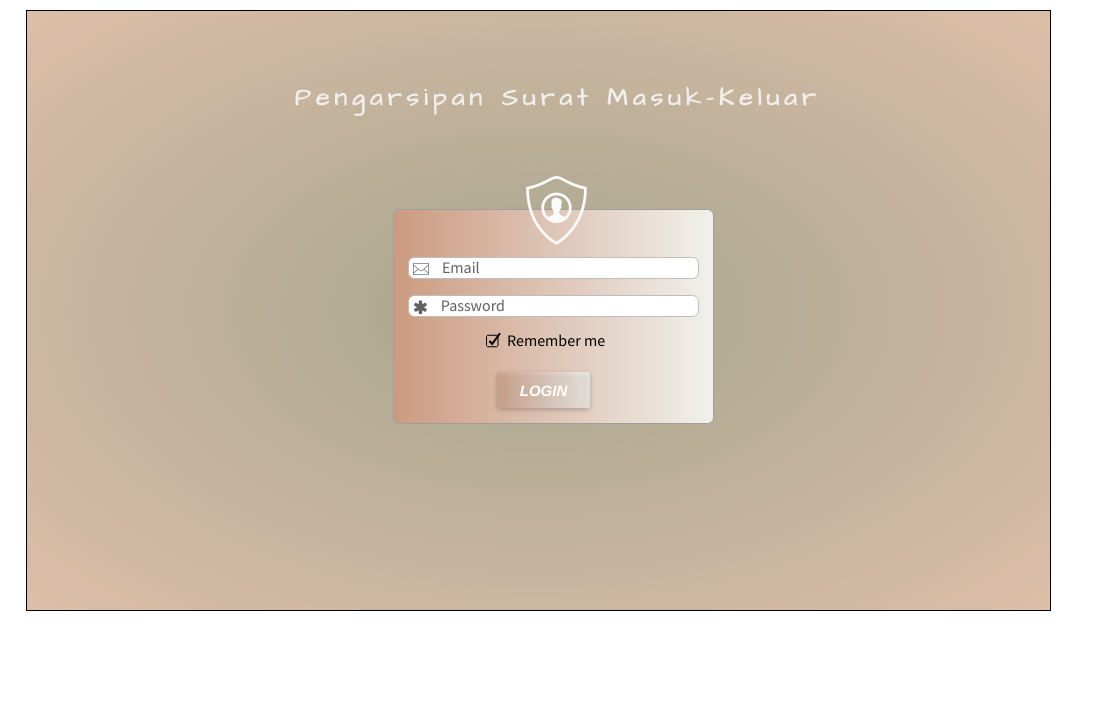 Pengarsipan Surat Masuk-Keluar
Email
Password
Remember me
LOGIN